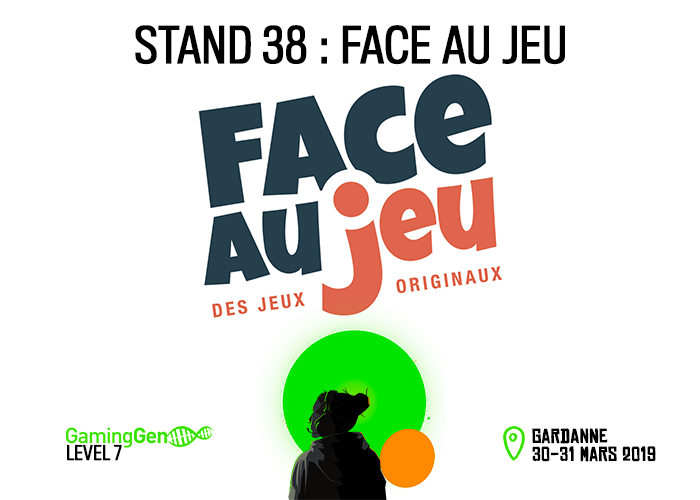 STAND 38 : FACE AU JEU
FACE
AU jeu
DES JEUX ORIGINAUX
GamingGen
LEVEL 7
GARDANNE
30-31 MARS 2019